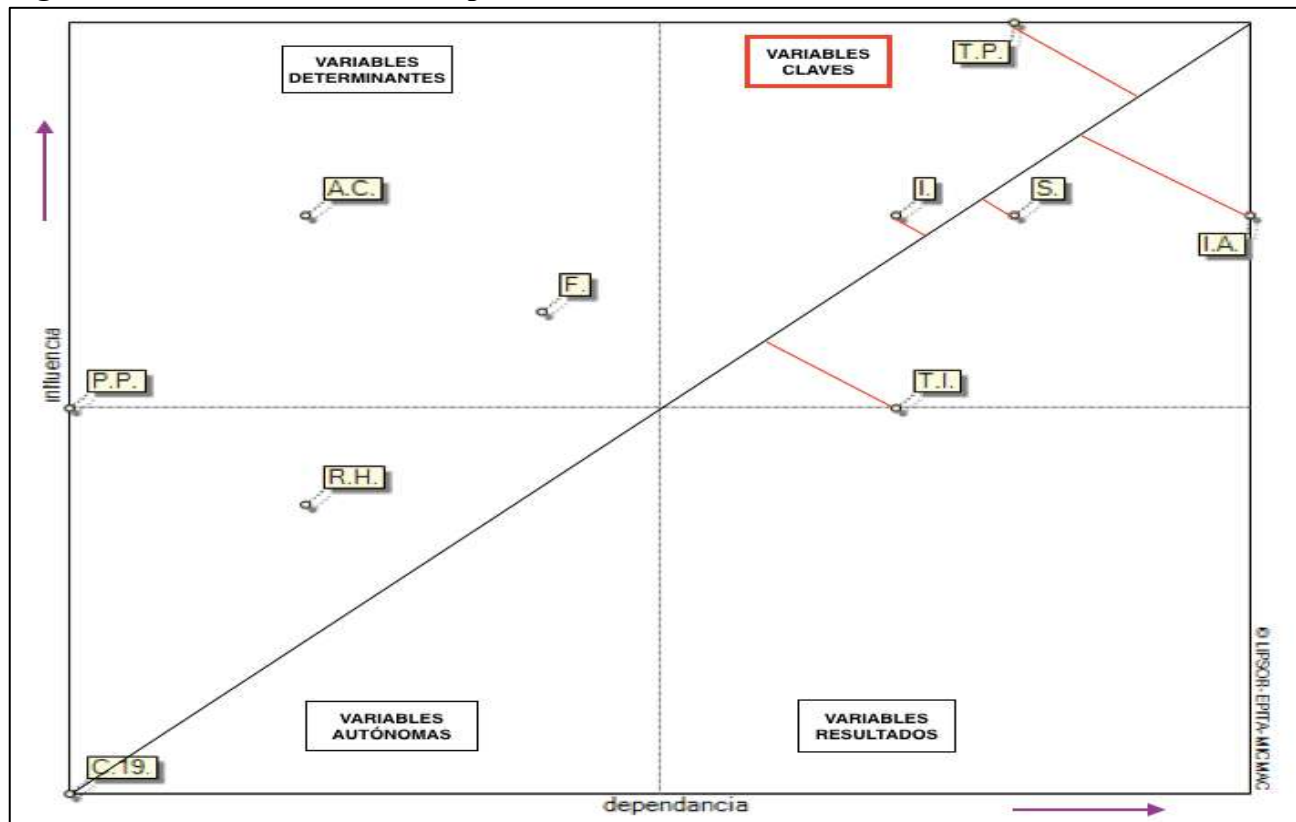 VARIABLES
DETERMINANTES
VARIABLES
CLAVES
T.P.
A.C.
I.
S.
I.A.
F.
influencia
P.P.
T.I.
R.H.
VARIABLES
AUTÓNOMAS
VARIABLES
RESULTADOS
C.19.
dependancia
© LIPSOR-EPITA-MICMAC